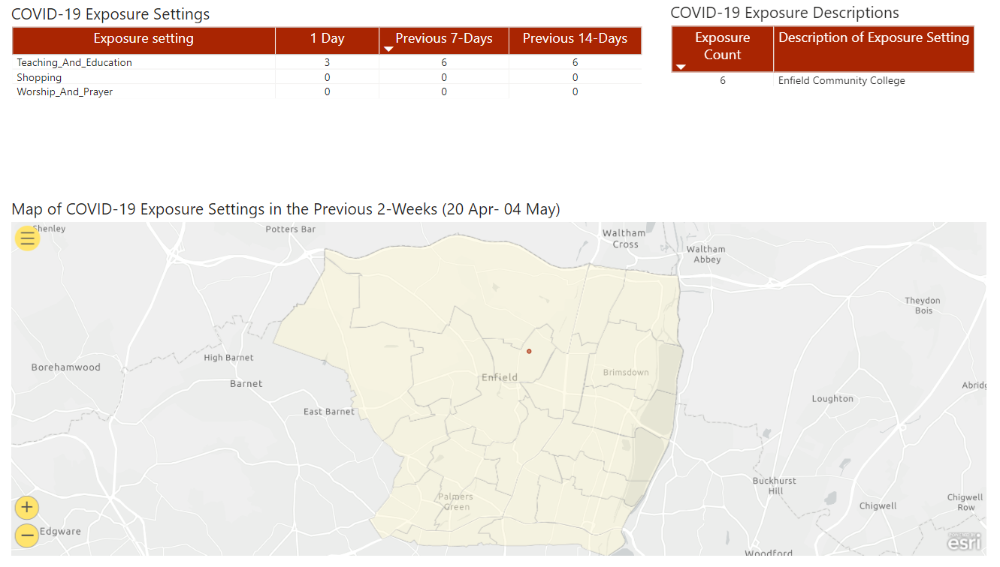 COVID-19 Exposure Settings
Exposure setting 1 Day Previous 7-Days Previous 14-Days
Teaching_And_Education 3 6 6
Shopping 0 0 0
Worship_And_Prayer 0 0 0
COVID-19 Exposure Descriptions
Exposure Count Description of Exposure Setting
6 Enfield Community College
Map of COVID-19 Exposure Settings in the Previous 2-Weeks (20 Apr- 04 May)
Shenley
Potters Bar
Waltham
Cross
Waltham
Abbey
Theydon
Bois
High Barnet
Borehamwood
Barnet
Enfield
Brimsdown
Abridg
Loughton
East Barnet
Buckhurst
Hill
Palmers
Green
Chigwell
Chigwell
Row
Edgware
Woodford
POWERED BY
esri